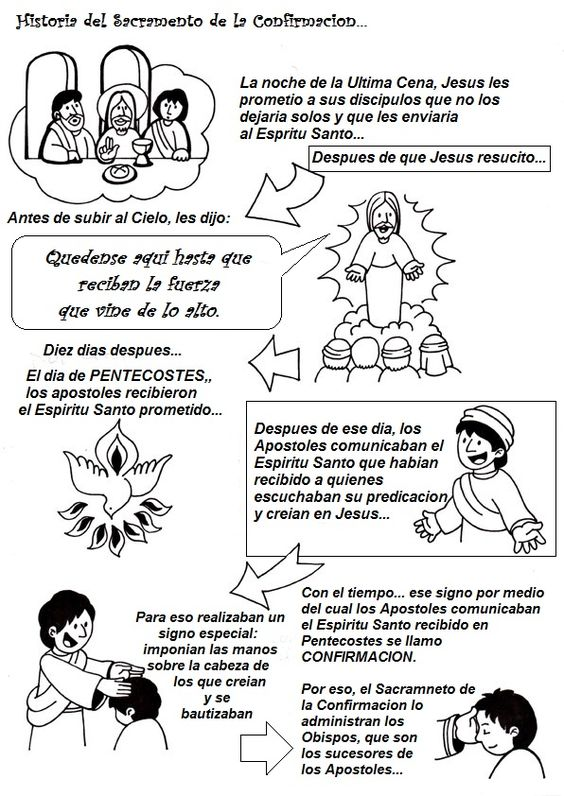 Historia del Sacramento de la Confirmacion...
La noche de la Ultima Cena, Jesus les
prometio a sus discipulos que no los
dejaria solos y que les enviaria
al Espritu Santo...
Despues de que Jesus resucito...
Antes de subir al Cielo, les dijo:
Quedense aqui hasta que
reciban la fuerza
que vine de lo alto.
Diez dias despues...
El dia de PENTECOSTES,,
los apostoles recibieron
el Espiritu Santo prometido...
Despues de ese dia, los
Apostoles comunicaban el
Espiritu Santo que habian
recibido a quienes
escuchaban su predicacion
y creian en Jesus...
Para eso realizaban un
signo especial:
imponian las manos
sobre la cabeza de
los que creian
y se
bautizaban
Con el tiempo... ese signo por medio
del cual los Apostoles comunicaban
el Espiritu Santo recibido en
Pentecostes se llamo
CONFIRMACION.
Por eso, el Sacramneto de
la Confirmacion lo
administran los
Obispos, que son
los sucesores de
los Apostoles...